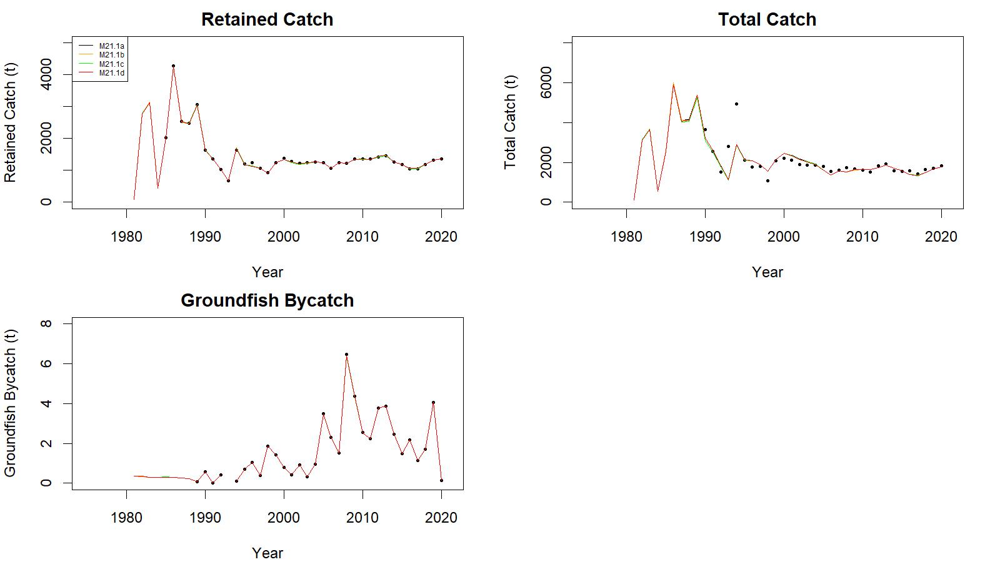 Retained Catch
Retained Catch (t)
4000
2000
0
M21.1a
M21.1b
M21.1c
M21.1d
1980 1990 2000 2010 2020
Year
Total Catch
Total Catch (t)
6000
2000
0
1980 1990 2000 2010 2020
Year
Groundfish Bycatch
Groundfish Bycatch (t)
8
6
4
2
0
1980 1990 2000 2010 2020
Year